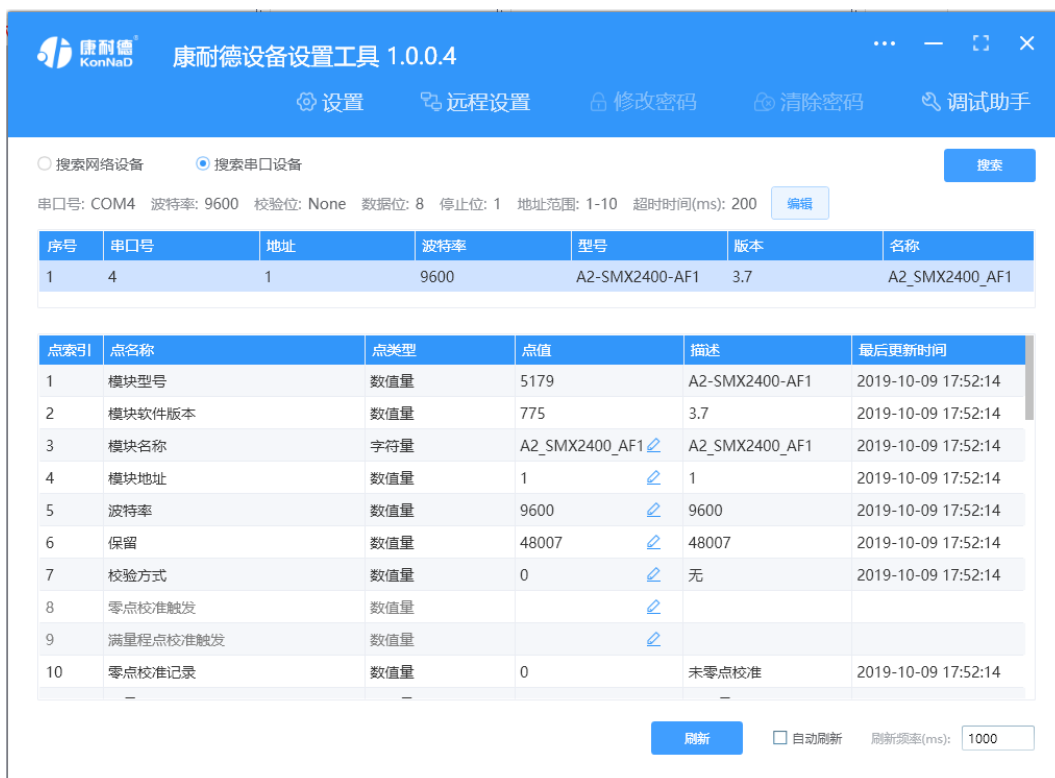 康耐德 KonNaD 康耐德设备设置工具 1.0.0.4
设置 远程设置 修改密码 清除密码 调试助手
搜索网络设备 搜索串口设备 搜索
串口号: COM4 波特率: 9600 校验位: None 数据位: 8 停止位: 1 地址范围: 1-10 超时时间(ms): 200 编辑
序号 串口号 地址 波特率 型号 版本 名称
1 4 1 9600 A2-SMX2400-AF1 3.7 A2_SMX2400_AF1
点索引 点名称 点类型 点值 描述 最后更新时间
1 模块型号 数值量 5179 A2-SMX2400-AF1 2019-10-09 17:52:14
2 模块软件版本 数值量 775 3.7 2019-10-09 17:52:14
3 模块名称 字符量 A2_SMX2400_AF1 A2_SMX2400_AF1 2019-10-09 17:52:14
4 模块地址 数值量 1 1 2019-10-09 17:52:14
5 波特率 数值量 9600 9600 2019-10-09 17:52:14
6 保留 数值量 48007 48007 2019-10-09 17:52:14
7 校验方式 数值量 0 无 2019-10-09 17:52:14
8 零点校准触发 数值量
9 满量程点校准触发 数值量
10 零点校准记录 数值量 0 未零点校准 2019-10-09 17:52:14
刷新 自动刷新 刷新频率(ms): 1000